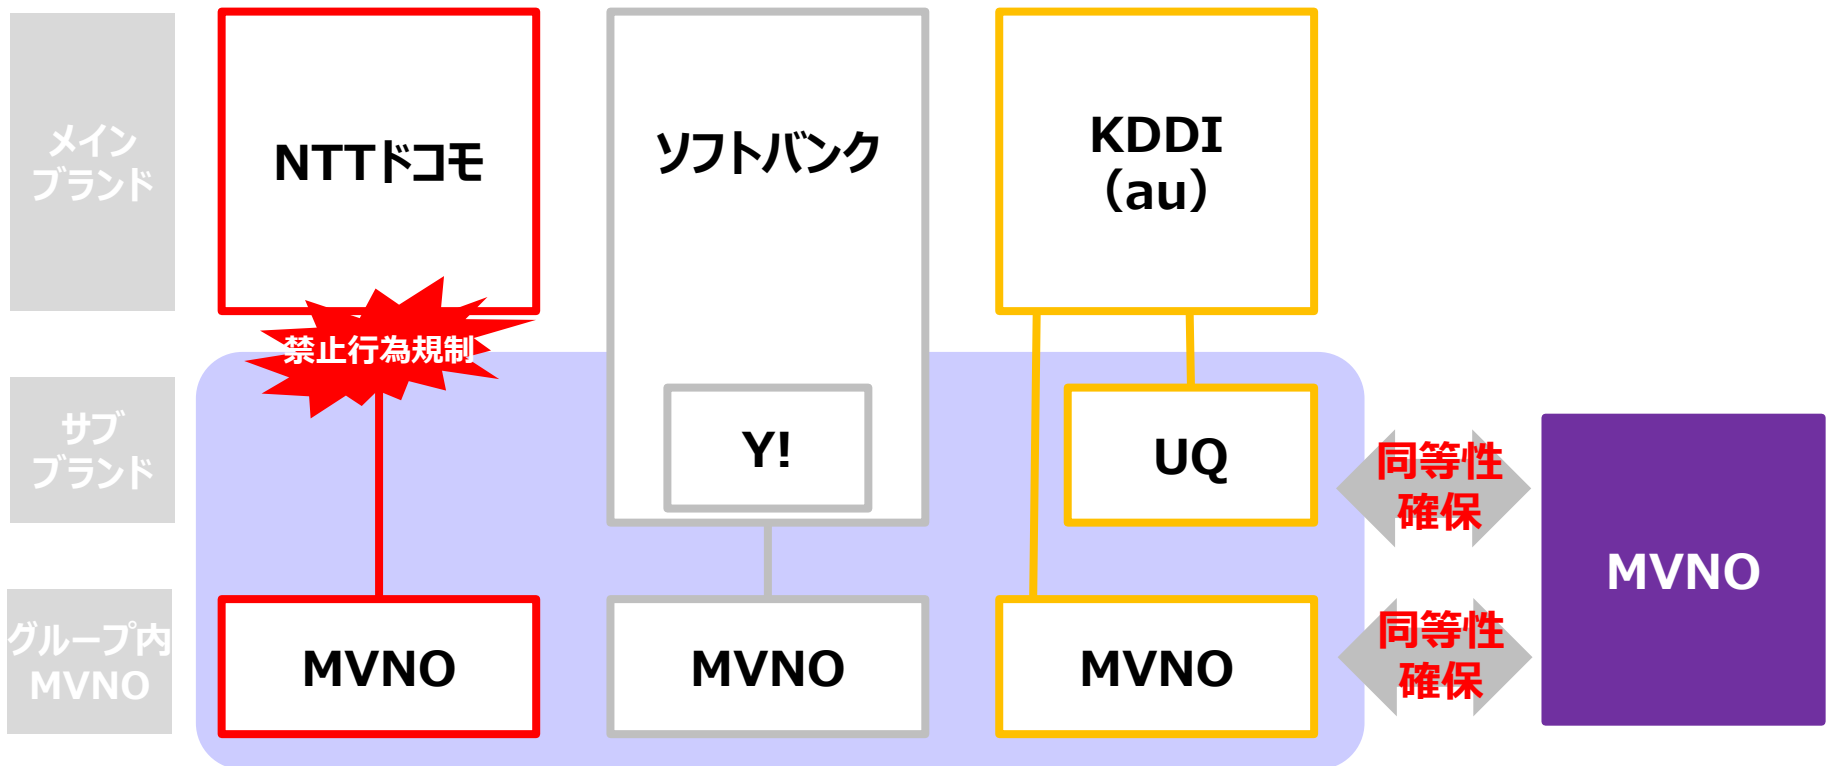 メイン
ブランド
NTTドコモ
ソフトバンク
KDDI
（au）
禁止行為規制
サブ
ブランド
Y!
UQ
同等性
確保
MVNO
グループ内
MVNO
MVNO
MVNO
MVNO
同等性
確保